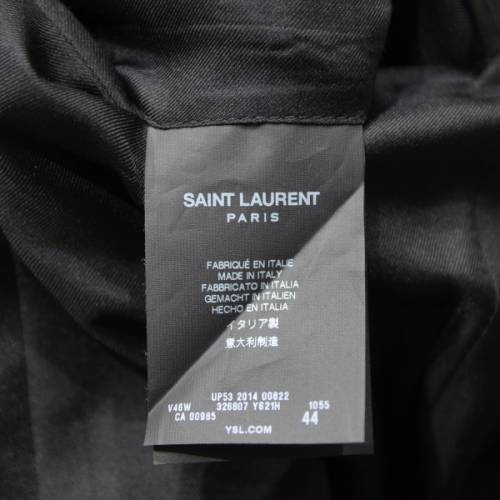 SAINT LAURENT
PARIS
FABRIQUÉ EN ITALIE
MADE IN ITALY
FABBRICATO IN ITALIA
GEMACHT IN ITALIEN
HECHO EN ITALIA
イタリア製
意大利制造
UP53 2014 00822
V46W 326807 Y621H 1055
CA 00985 44
YSL.COM